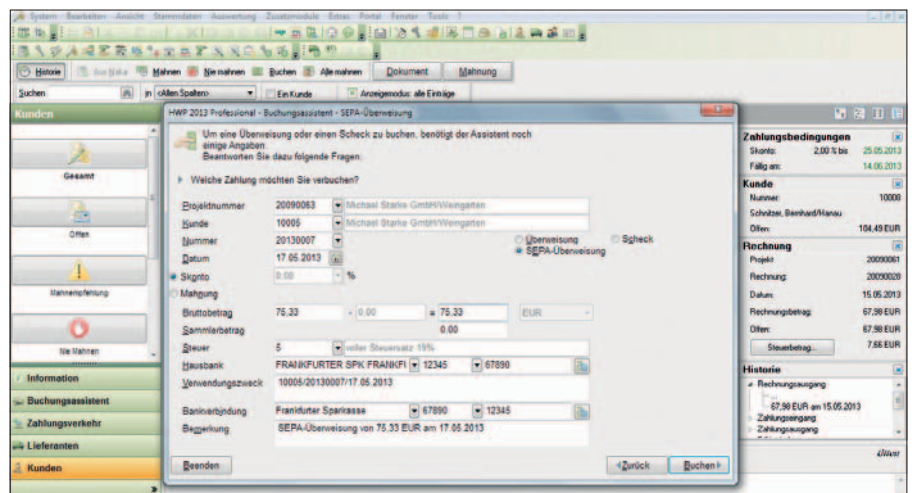 System Bearbeiten Ansicht Stammdaten Auswertung Zusatzmodule Extras Portal Fenster Tools ?
Historie Mahnen Nie mahnen Buchen Alle mahnen Dokument Mahnung
Suchen in <Allen Spalten> Ein Kunde Anzeigemodus: alle Einträge
Kunden
Gesamt
Offen
Mahnempfehlung
Nie Mahnen
Information
Buchungsassistent
Zahlungsverkehr
Lieferanten
Kunden
HWP 2013 Professional - Buchungsassistent - SEPA-Überweisung
Um eine Überweisung oder einen Scheck zu buchen, benötigt der Assistent noch
einige Angaben.
Beantworten Sie dazu folgende Fragen:
Welche Zahlung möchten Sie verbuchen?
Projektnummer 20090063 Michael Starke GmbH/Weingarten
Kunde 10005 Michael Starke GmbH/Weingarten
Nummer 20130007 Überweisung Scheck
SEPA-Überweisung
Datum 17.05.2013
Skonto 0.00 %
Mahnung
Bruttobetrag 75.33 - 0.00 = 75.33 EUR
Sammlerbetrag 0.00
Steuer 5 voller Steuersatz 19%
Hausbank FRANKFURTER SPK FRANKFU 12345 67890
Verwendungszweck 10005/20130007/17.05.2013
Bankverbindung Frankfurter Sparkasse 67890 12345
Bemerkung SEPA-Überweisung von 75.33 EUR am 17.05.2013
Beenden Zurück Buchen
Zahlungsbedingungen
Skonto: 2,00 % bis 25.05.2013
Fällig am: 14.06.2013
Kunde
Nummer: 10008
Schnitzer, Bernhard/Hanau
Offen: 104,49 EUR
Rechnung
Projekt: 20090061
Rechnung: 20090028
Datum: 15.05.2013
Rechnungsbetrag: 67,98 EUR
Offen: 67,98 EUR
Steuerbetrag... 7,66 EUR
Historie
Rechnungsausgang
...
67,98 EUR am 15.05.2013
Zahlungseingang
Zahlungsausgang
Offen